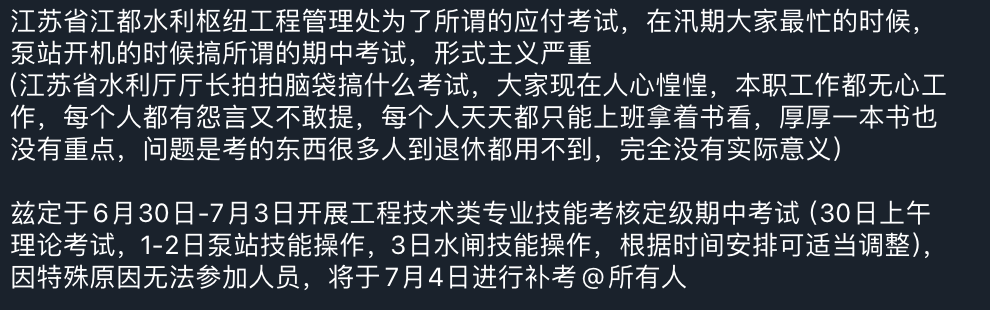 江苏省江都水利枢纽工程管理处为了所谓的应付考试，在汛期大家最忙的时候，
泵站开机的时候搞所谓的期中考试，形式主义严重
(江苏省水利厅厅长拍拍脑袋搞什么考试，大家现在人心惶惶，本职工作都无心工
作，每个人都有怨言又不敢提，每个人天天都只能上班拿着书看，厚厚一本书也
没有重点，问题是考的东西很多人到退休都用不到，完全没有实际意义）
兹定于6月30日-7月3日开展工程技术类专业技能考核定级期中考试 (30日上午
理论考试，1-2日泵站技能操作，3日水闸技能操作，根据时间安排可适当调整)，
因特殊原因无法参加人员，将于7月4日进行补考@所有人